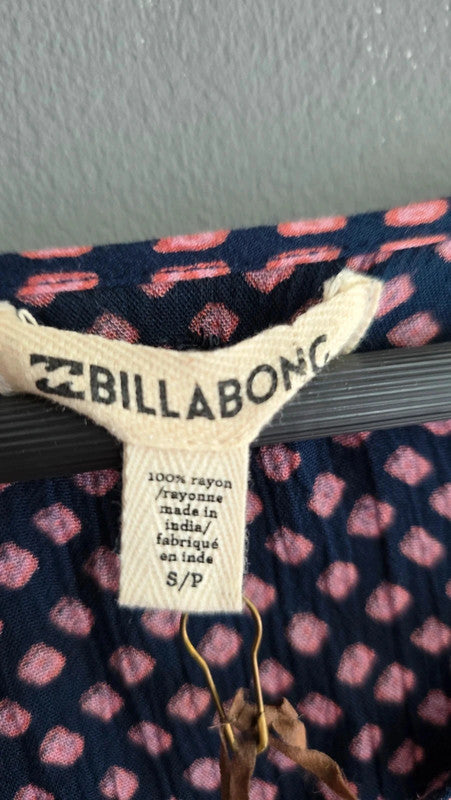 BILLABONG
100% rayon
/rayonne
made in
india/
fabriqué
en inde
S/P